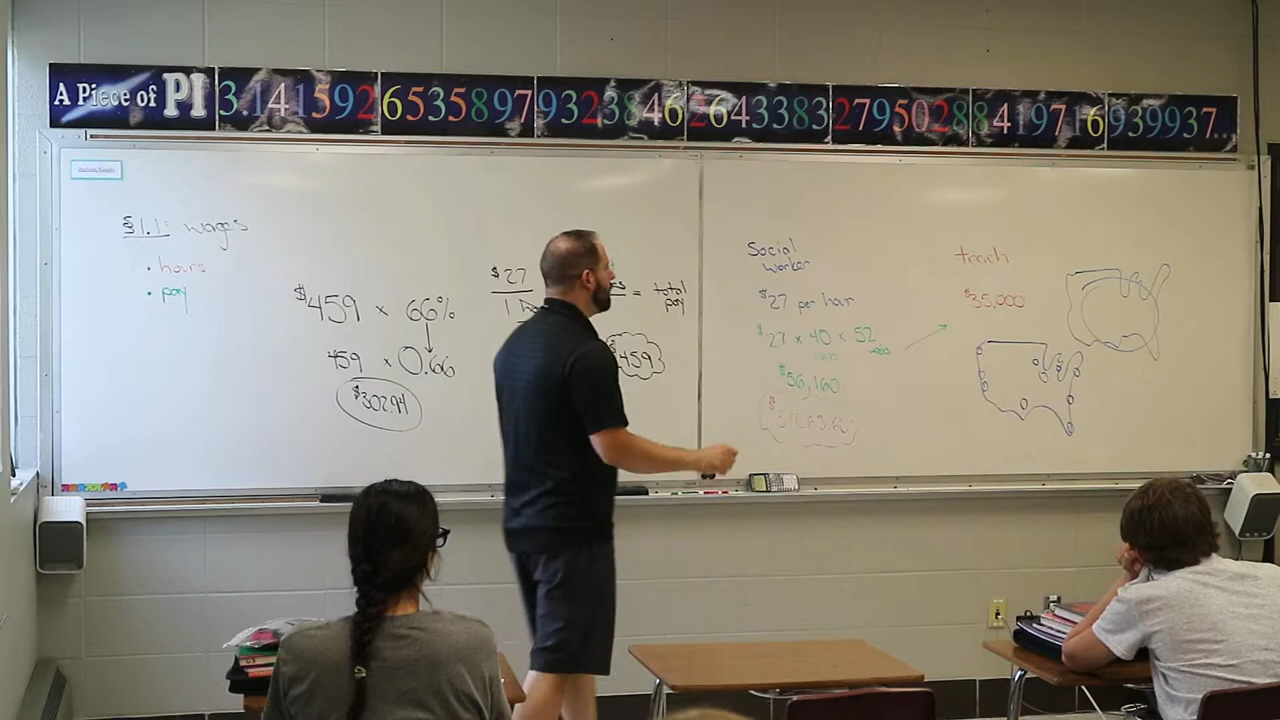 A Piece of PI 3.14159265358979323846264338327950288419716939937...
§1.1: wages
• hours
• pay
$459 x 66%
459 x 0.66
$302.94
$27
1
= total
pay
$459
Social
worker
$27 per hour
$27 x 40 x 52
weeks
$56,160
teach
$35,000